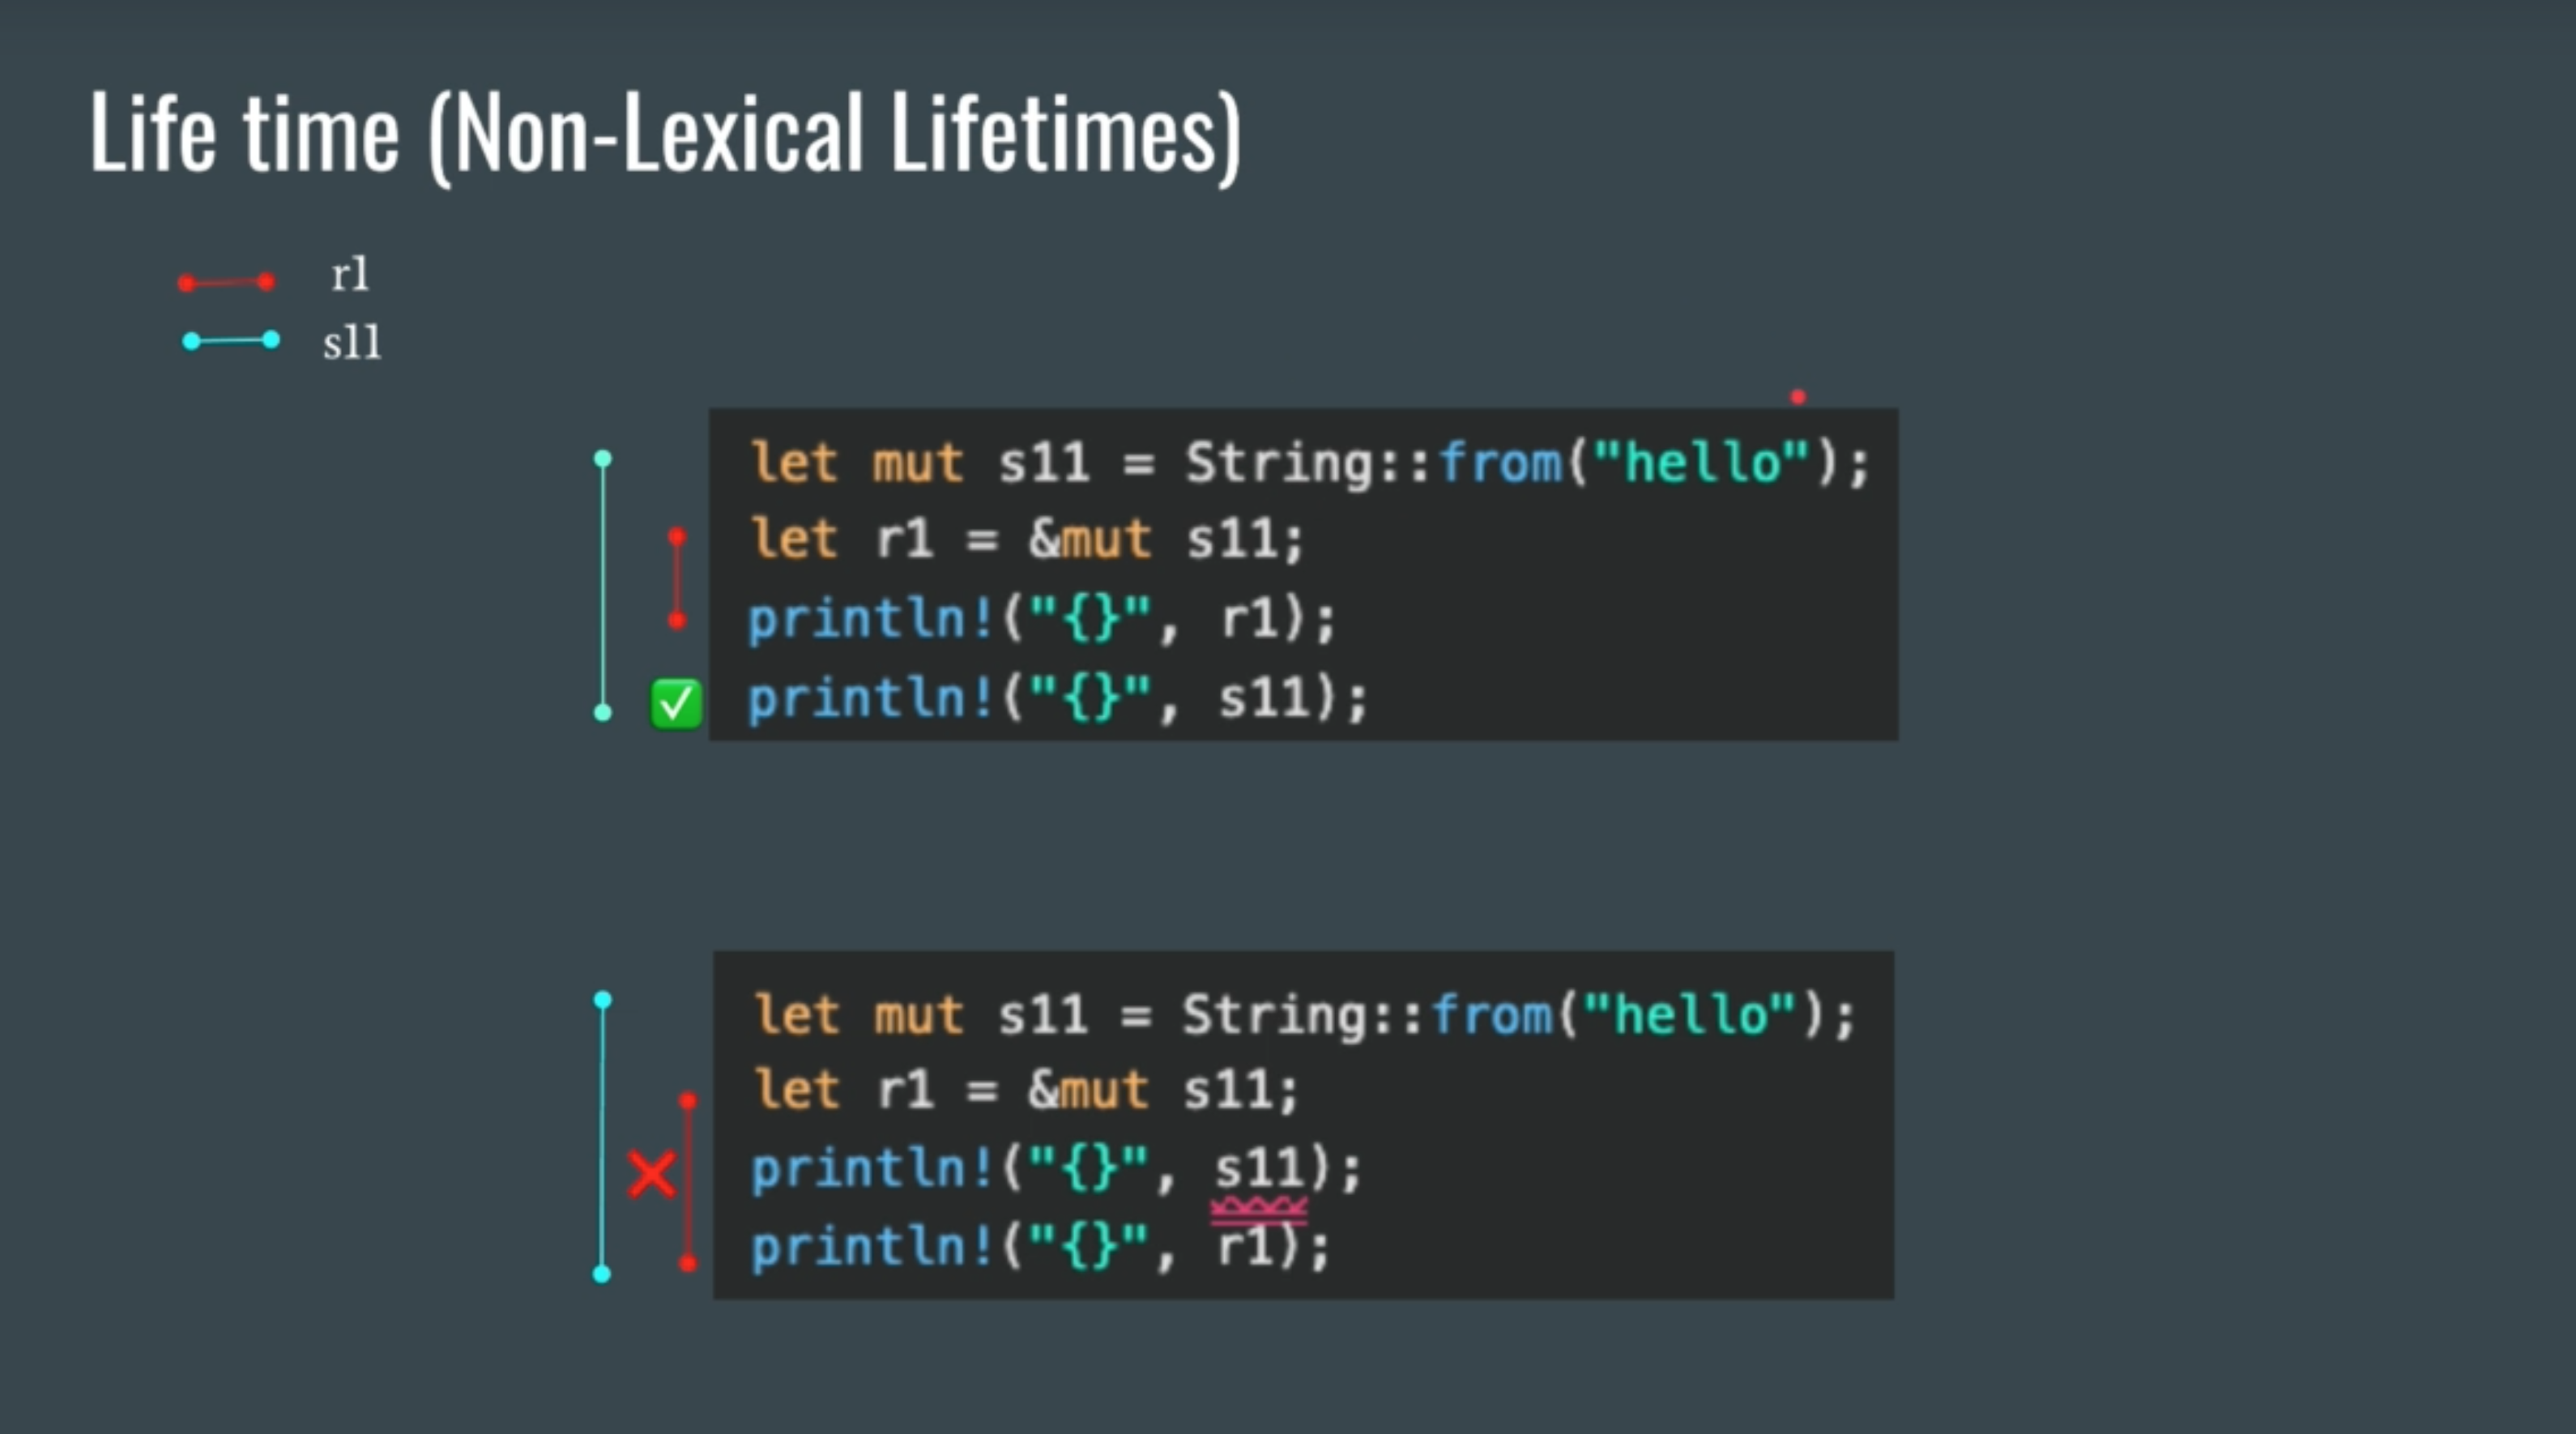 Life time (Non-Lexical Lifetimes)
r1
s11
let mut s11 = String::from("hello");
let r1 = &mut s11;
println!("{}", r1);
println!("{}", s11);
let mut s11 = String::from("hello");
let r1 = &mut s11;
println!("{}", s11);
println!("{}", r1);